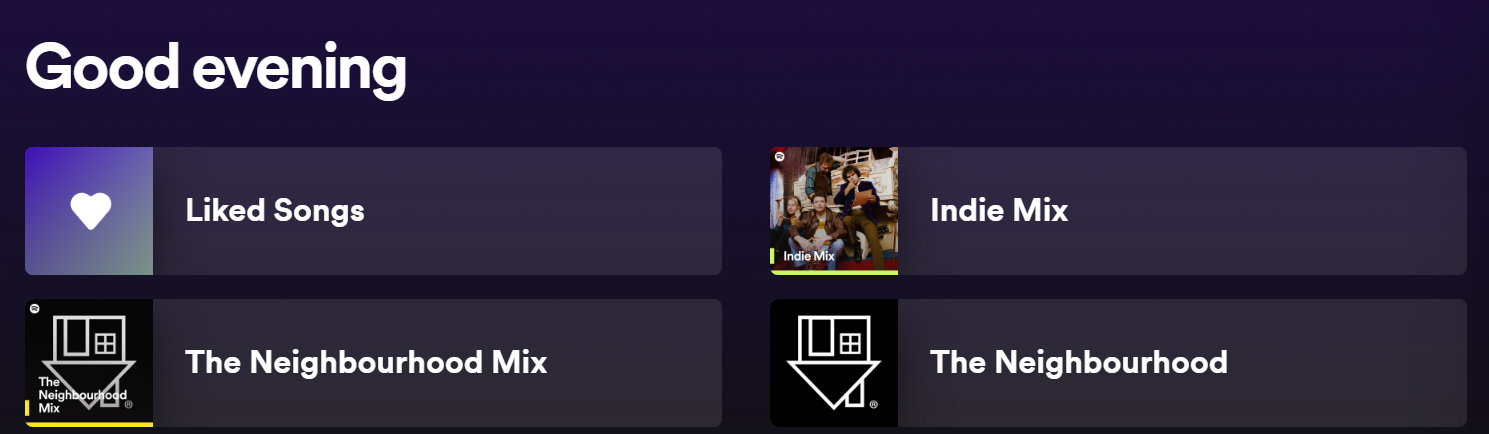 Good evening
Liked Songs
Indie Mix
Indie Mix
The
Neighbourhood
Mix
®
The Neighbourhood Mix
®
The Neighbourhood